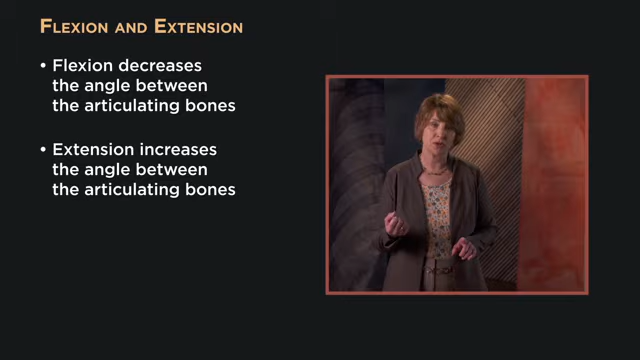 Flexion and Extension
• Flexion decreases
the angle between
the articulating bones
• Extension increases
the angle between
the articulating bones